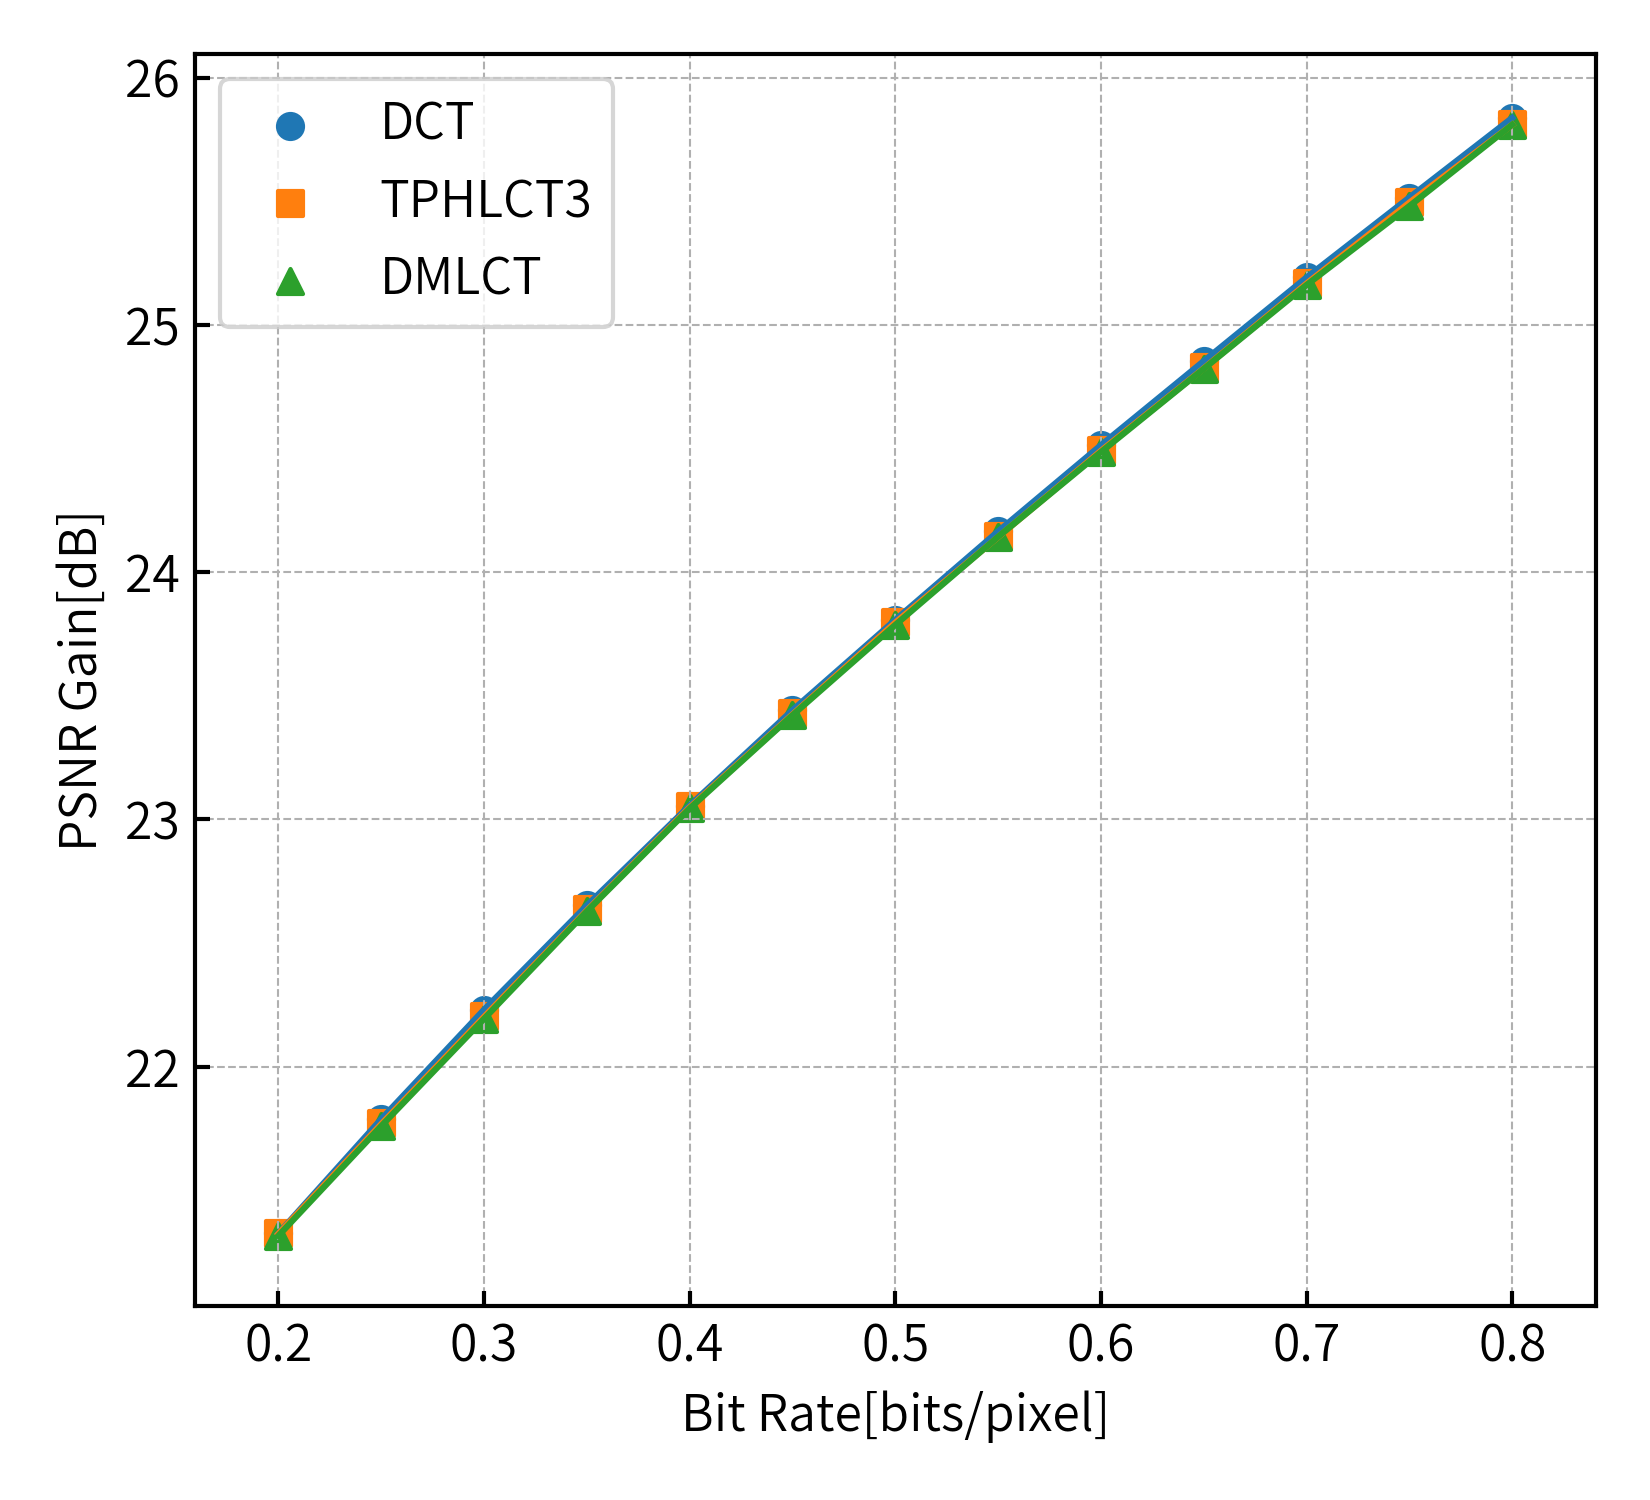 26
25
24
23
22
PSNR Gain[dB]
DCT
TPHLCT3
DMLCT
0.2 0.3 0.4 0.5 0.6 0.7 0.8
Bit Rate[bits/pixel]